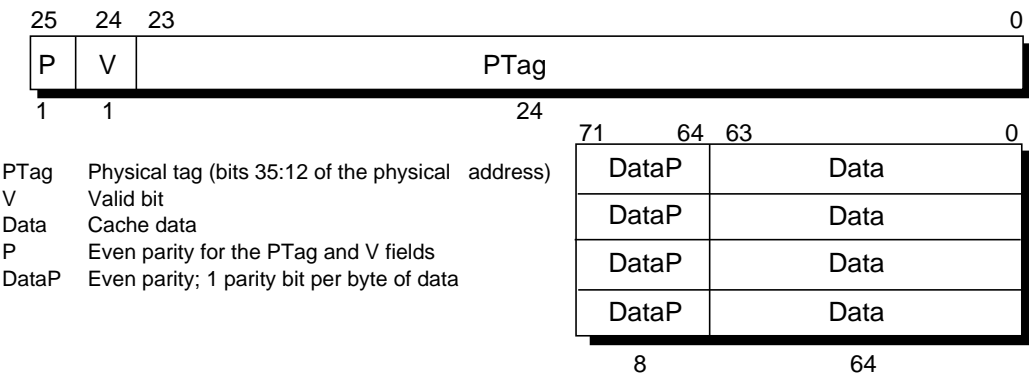 25 24 23 0
P V PTag
1 1 24
71 64 63 0
DataP Data
DataP Data
DataP Data
DataP Data
8 64
PTag Physical tag (bits 35:12 of the physical address)
V Valid bit
Data Cache data
P Even parity for the PTag and V fields
DataP Even parity; 1 parity bit per byte of data